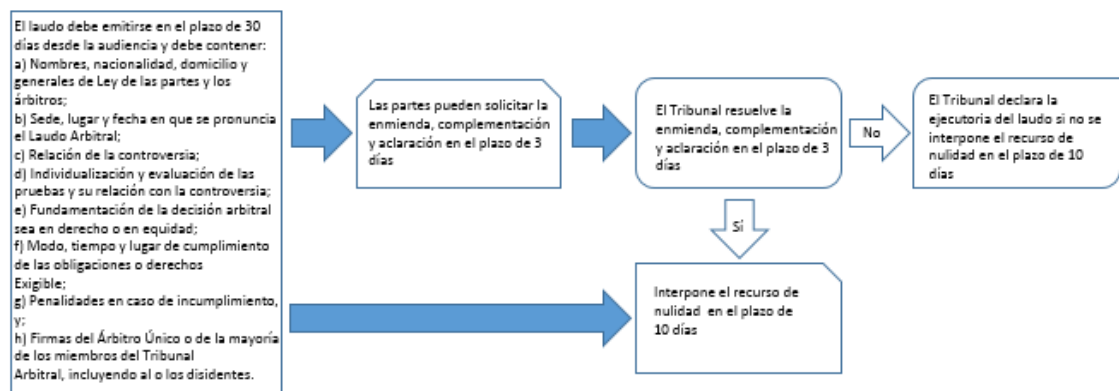 El laudo debe emitirse en el plazo de 30
días desde la audiencia y debe contener:
a) Nombres, nacionalidad, domicilio y
generales de Ley de las partes y los
árbitros;
b) Sede, lugar y fecha en que se pronuncia
el Laudo Arbitral;
c) Relación de la controversia;
d) Individualización y evaluación de las
pruebas y su relación con la controversia;
e) Fundamentación de la decisión arbitral
sea en derecho o en equidad;
f) Modo, tiempo y lugar de cumplimiento
de las obligaciones o derechos
Exigible;
g) Penalidades en caso de incumplimiento,
y;
h) Firmas del Árbitro Único o de la mayoría
de los miembros del Tribunal
Arbitral, incluyendo al o los disidentes.
Las partes pueden solicitar la
enmienda, complementación
y aclaración en el plazo de 3
días
El Tribunal resuelve la
enmienda, complementación
y aclaración en el plazo de 3
días
No
El Tribunal declara la
ejecutoria del laudo si no se
interpone el recurso de
nulidad en el plazo de 10
días
Sí
Interpone el recurso de
nulidad en el plazo de
10 días